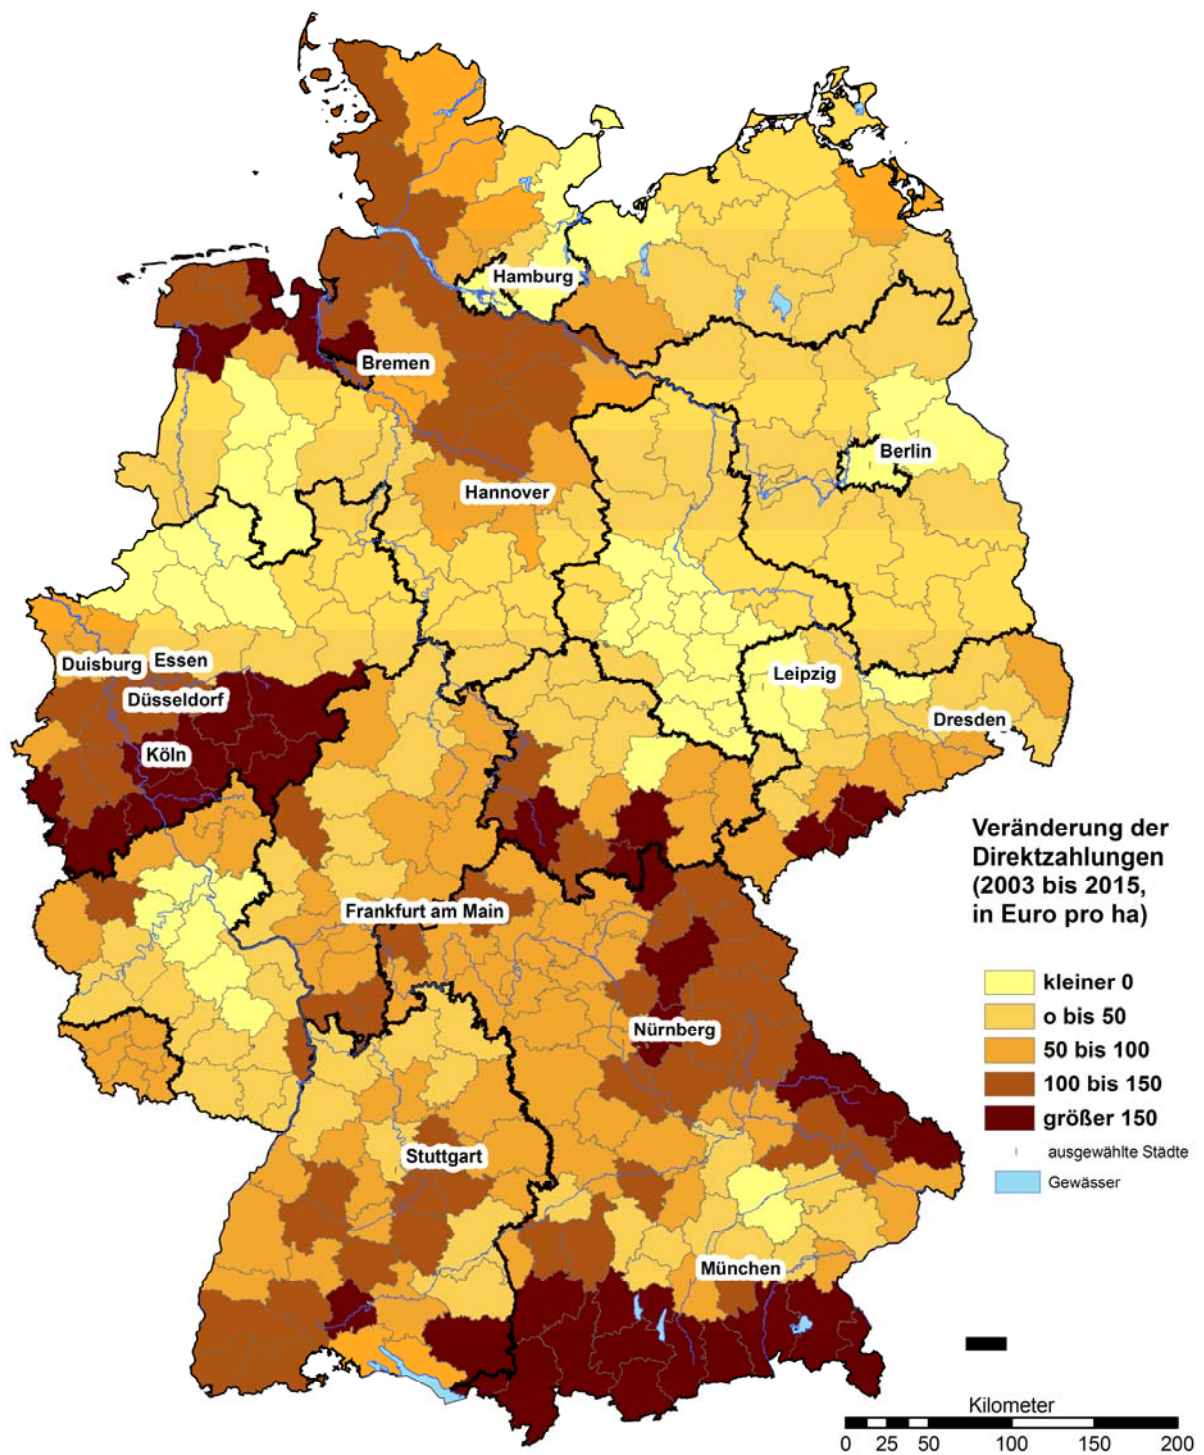 Hamburg
Bremen
Berlin
Hannover
Duisburg
Essen
Düsseldorf
Leipzig
Dresden
Köln
Frankfurt am Main
Nürnberg
Stuttgart
München
Veränderung der
Direktzahlungen
(2003 bis 2015,
in Euro pro ha)
kleiner 0
o bis 50
50 bis 100
100 bis 150
größer 150
ausgewählte Städte
Gewässer
Kilometer
0 25 50 100 150 200